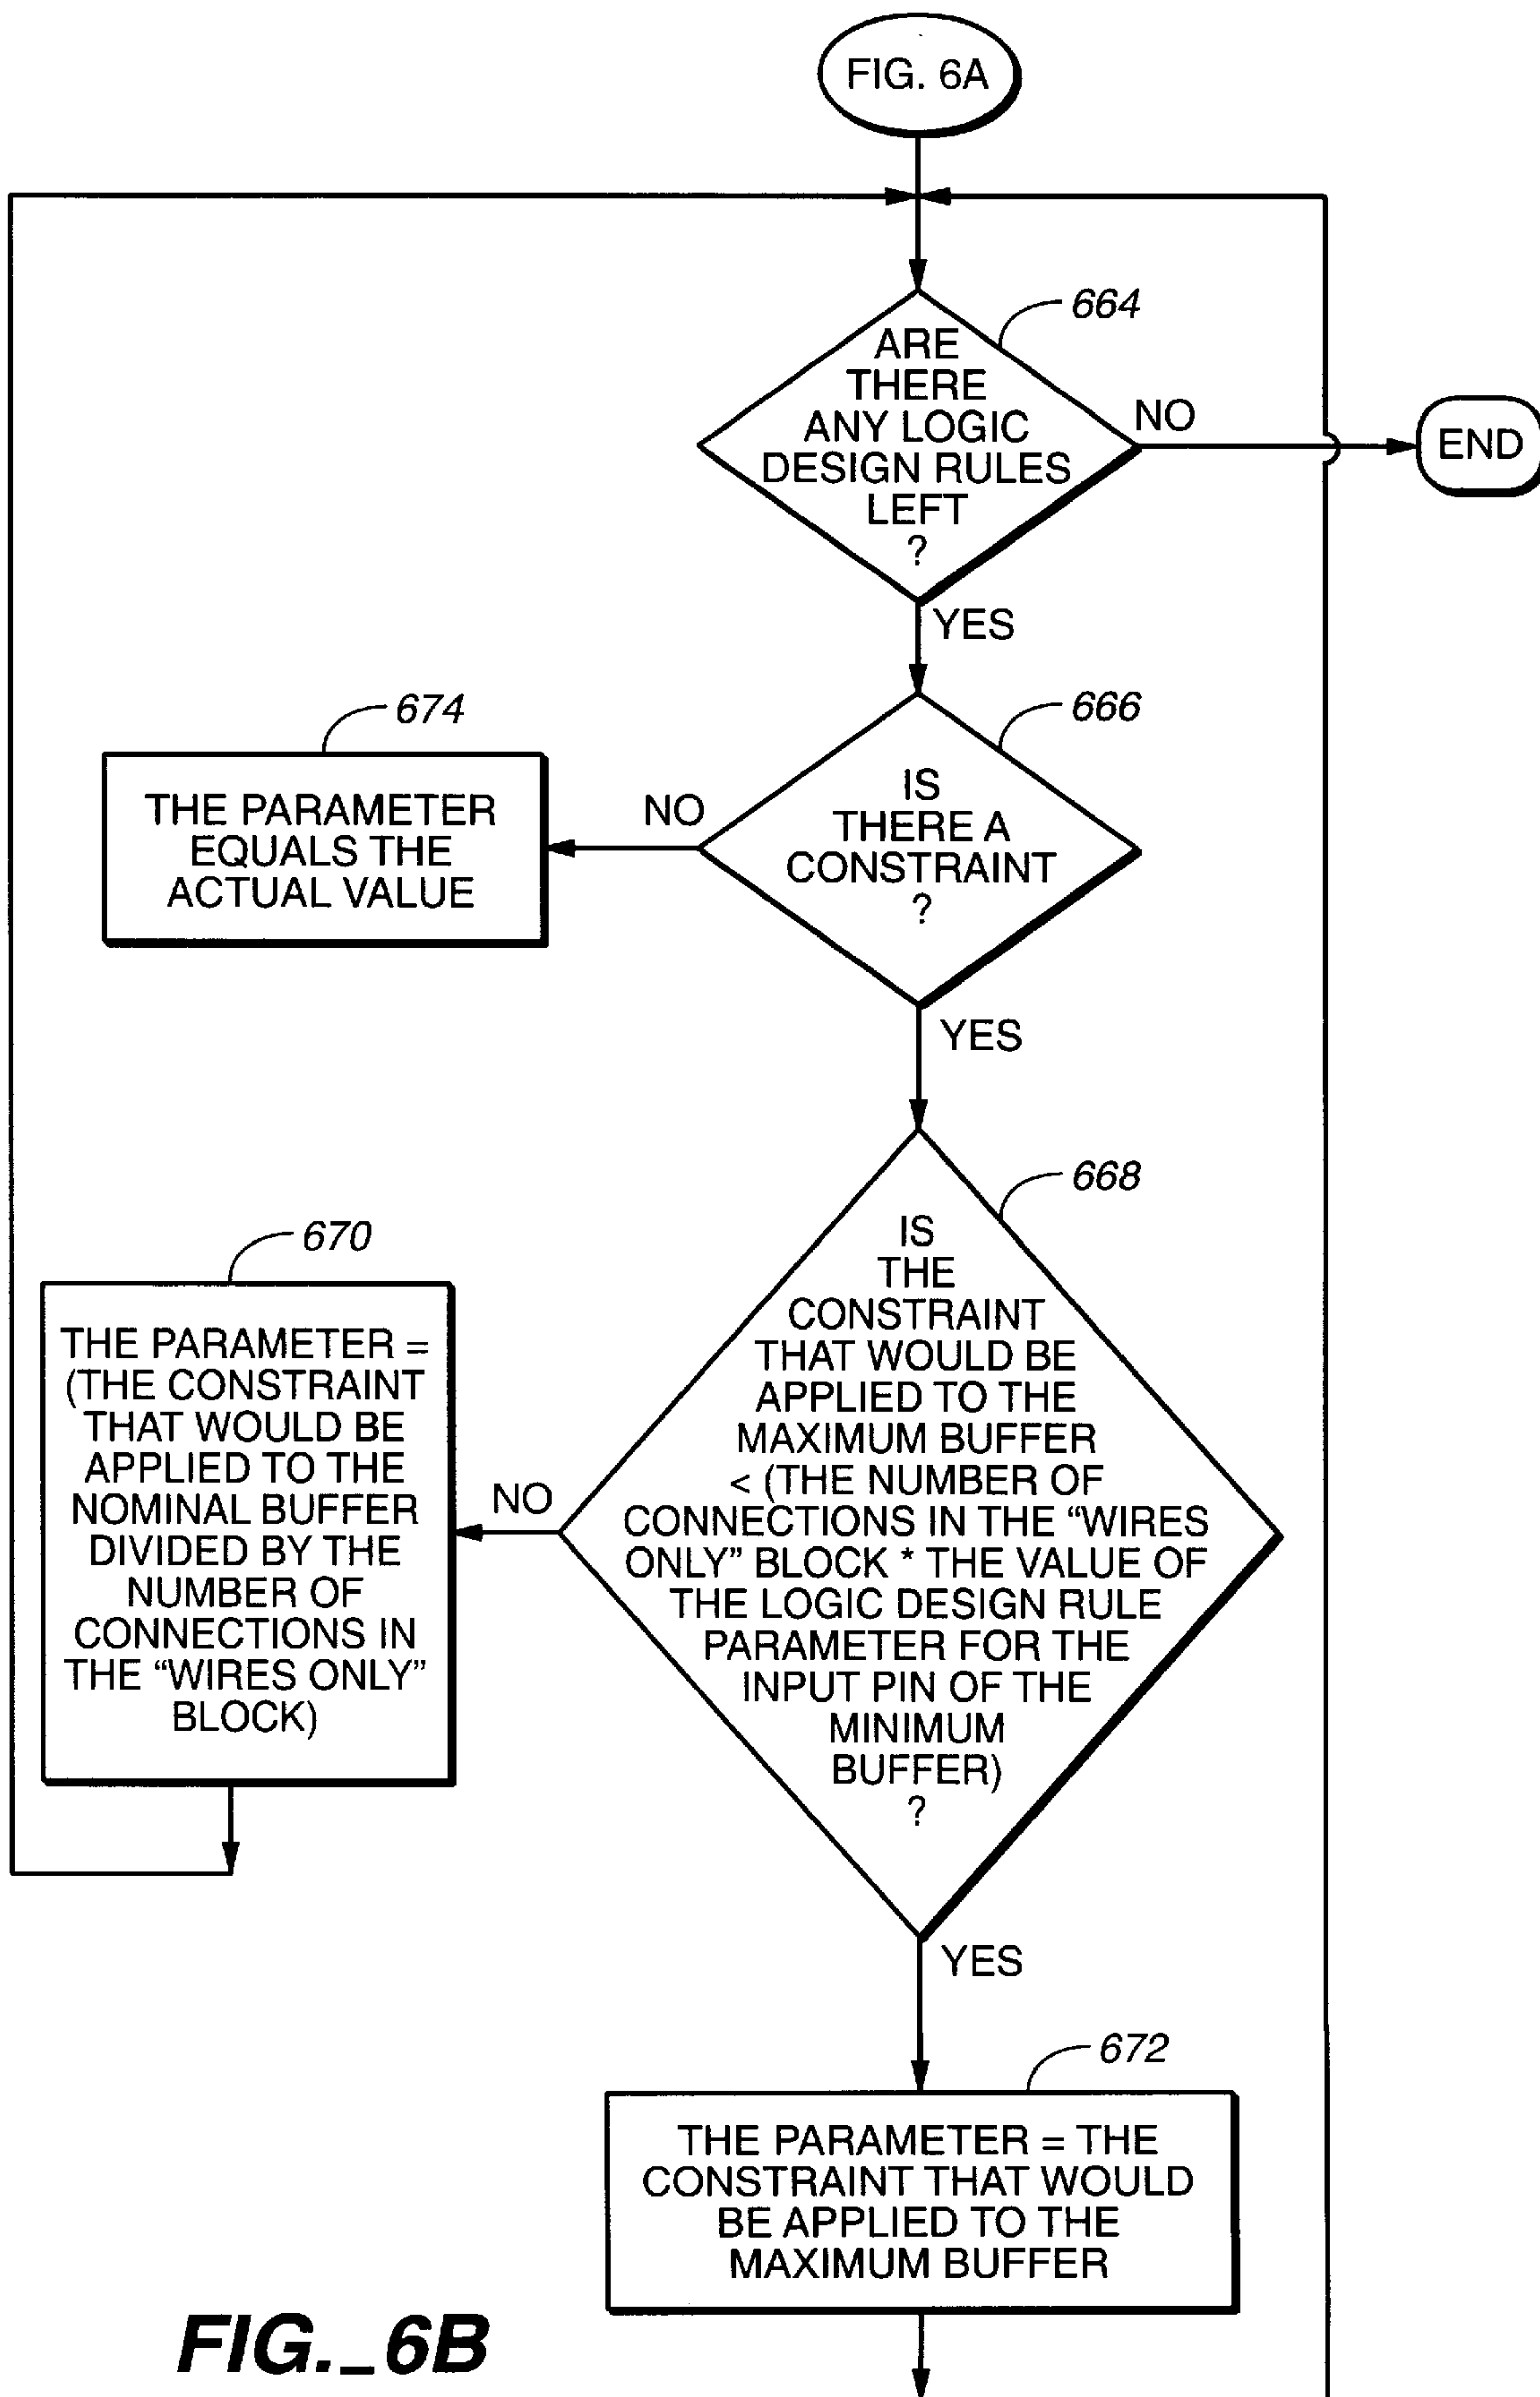 FIG. 6A
664
ARE
THERE
ANY LOGIC
DESIGN RULES
LEFT
?
NO
END
YES
674
THE PARAMETER
EQUALS THE
ACTUAL VALUE
NO
666
IS
THERE A
CONSTRAINT
?
YES
668
IS
THE
CONSTRAINT
THAT WOULD BE
APPLIED TO THE
MAXIMUM BUFFER
< (THE NUMBER OF
CONNECTIONS IN THE “WIRES
ONLY” BLOCK * THE VALUE OF
THE LOGIC DESIGN RULE
PARAMETER FOR THE
INPUT PIN OF THE
MINIMUM
BUFFER)
?
NO
670
THE PARAMETER =
(THE CONSTRAINT
THAT WOULD BE
APPLIED TO THE
NOMINAL BUFFER
DIVIDED BY THE
NUMBER OF
CONNECTIONS IN
THE “WIRES ONLY”
BLOCK)
YES
672
THE PARAMETER = THE
CONSTRAINT THAT WOULD
BE APPLIED TO THE
MAXIMUM BUFFER
FIG._6B